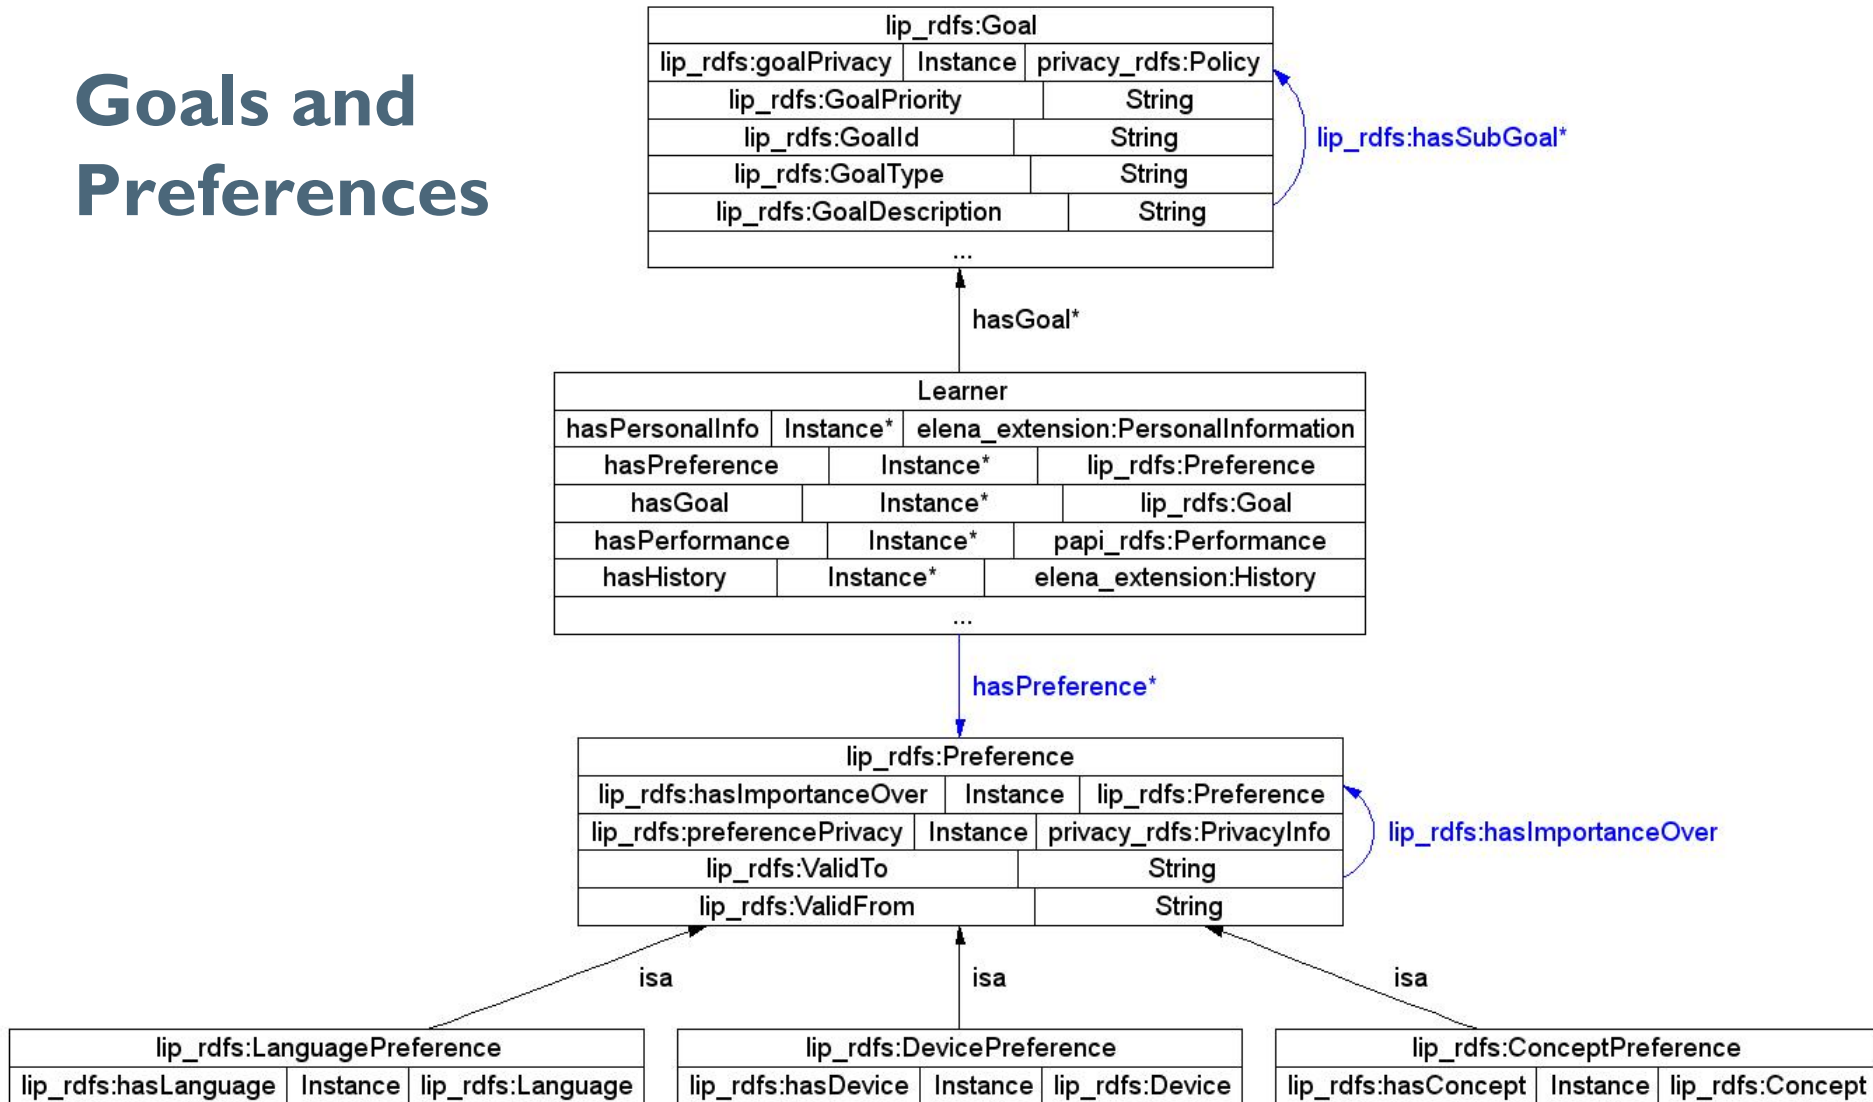 Goals and
Preferences
lip_rdfs:Goal
lip_rdfs:goalPrivacy Instance privacy_rdfs:Policy
lip_rdfs:GoalPriority String
lip_rdfs:GoalId String
lip_rdfs:GoalType String
lip_rdfs:GoalDescription String
...
lip_rdfs:hasSubGoal*
hasGoal*
Learner
hasPersonalInfo Instance* elena_extension:PersonalInformation
hasPreference Instance* lip_rdfs:Preference
hasGoal Instance* lip_rdfs:Goal
hasPerformance Instance* papi_rdfs:Performance
hasHistory Instance* elena_extension:History
...
hasPreference*
lip_rdfs:Preference
lip_rdfs:hasImportanceOver Instance lip_rdfs:Preference
lip_rdfs:preferencePrivacy Instance privacy_rdfs:PrivacyInfo
lip_rdfs:ValidTo String
lip_rdfs:ValidFrom String
lip_rdfs:hasImportanceOver
isa isa isa
lip_rdfs:LanguagePreference
lip_rdfs:hasLanguage Instance lip_rdfs:Language
lip_rdfs:DevicePreference
lip_rdfs:hasDevice Instance lip_rdfs:Device
lip_rdfs:ConceptPreference
lip_rdfs:hasConcept Instance lip_rdfs:Concept